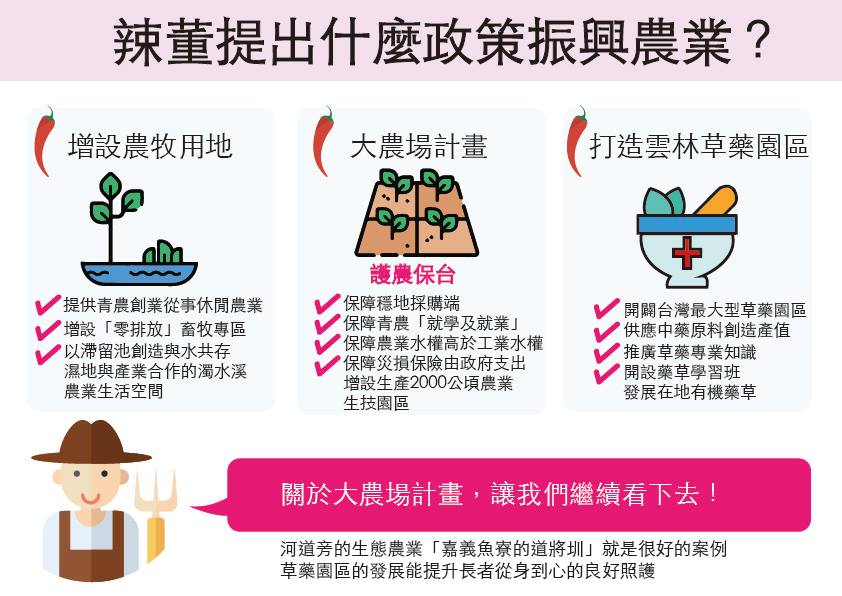 辣董提出什麼政策振興農業？
增設農牧用地
提供青農創業從事休閒農業
增設「零排放」畜牧專區
以滯留池創造與水共存
濕地與產業合作的濁水溪
農業生活空間
大農場計畫
護農保台
保障穩地採購端
保障青農「就學及就業」
保障農業水權高於工業水權
保障災損保險由政府支出
增設生產2000公頃農業
生技園區
打造雲林草藥園區
開闢台灣最大型草藥園區
供應中藥原料創造產值
推廣草藥專業知識
開設藥草學習班
發展在地有機藥草
關於大農場計畫，讓我們繼續看下去！
河道旁的生態農業「嘉義魚寮的道將圳」就是很好的案例
草藥園區的發展能提升長者從身到心的良好照護